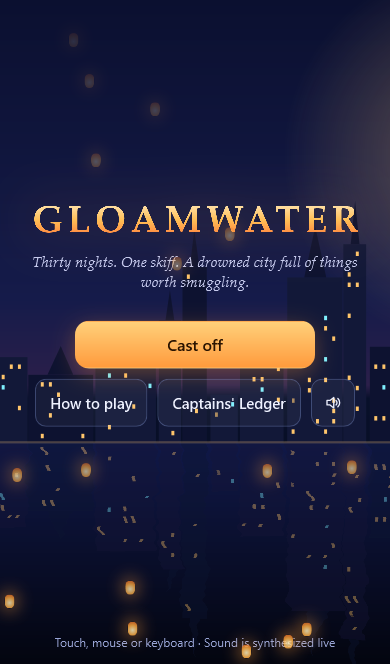 GLOAMWATER
Thirty nights. One skiff. A drowned city full of things
worth smuggling.
Cast off
How to play
Captains' Ledger
Touch, mouse or keyboard · Sound is synthesized live